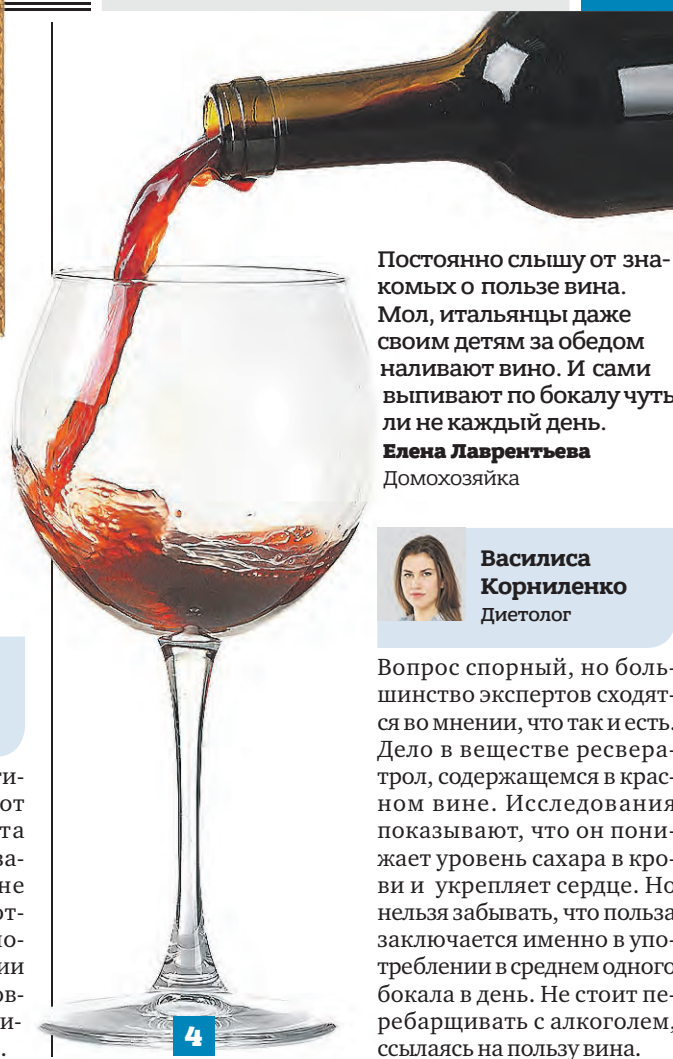 Постоянно слышу от зна-
комых о пользе вина.
Мол, итальянцы даже
своим детям за обедом
наливают вино. И сами
выпивают по бокалу чуть
ли не каждый день.
Елена Лаврентьева
Домохозяйка
Василиса
Корниленко
Диетолог
Вопрос спорный, но боль-
шинство экспертов сходят-
ся во мнении, что так и есть.
Дело в веществе ресвера-
трол, содержащемся в крас-
ном вине. Исследования
показывают, что он пони-
жает уровень сахара в кро-
ви и укрепляет сердце. Но
нельзя забывать, что польза
заключается именно в упо-
треблении в среднем одного
бокала в день. Не стоит пе-
ребарщивать с алкоголем,
ссылаясь на пользу вина.
4